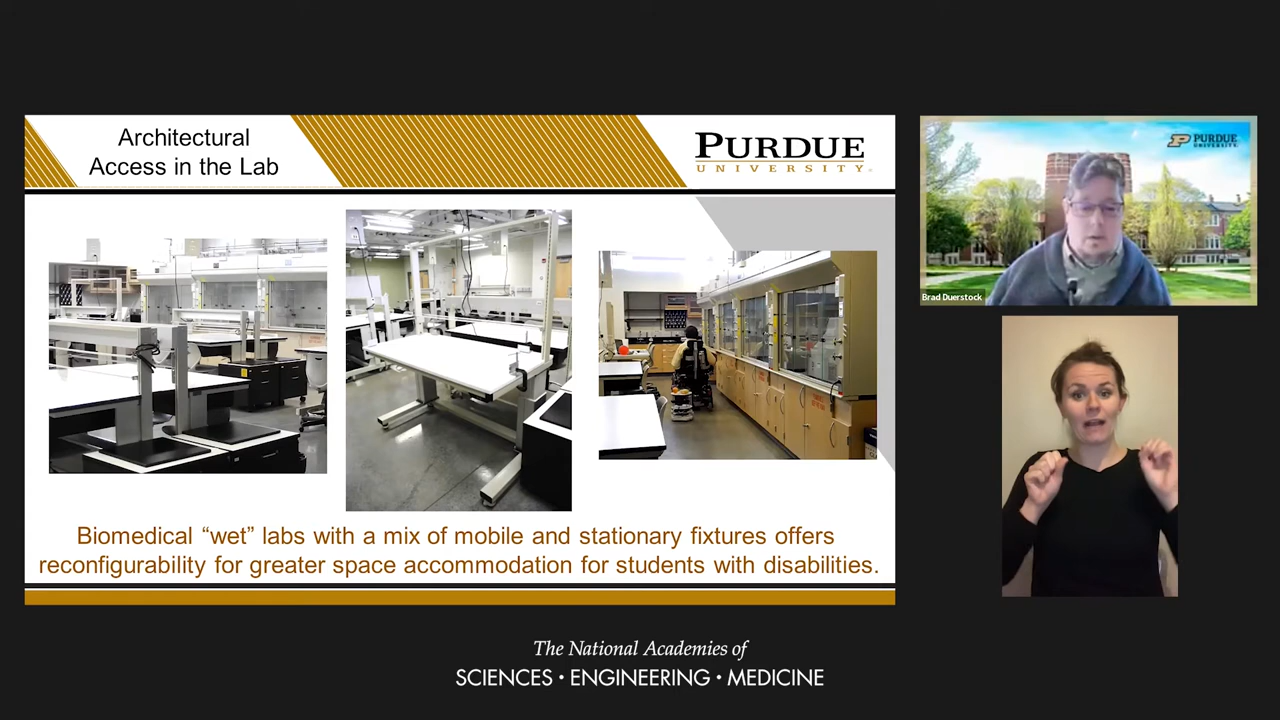 Architectural
Access in the Lab
PURDUE
UNIVERSITY
PURDUE
UNIVERSITY
Brad Duerstock
Biomedical “wet” labs with a mix of mobile and stationary fixtures offers
reconfigurability for greater space accommodation for students with disabilities.
The National Academies of
SCIENCES · ENGINEERING · MEDICINE